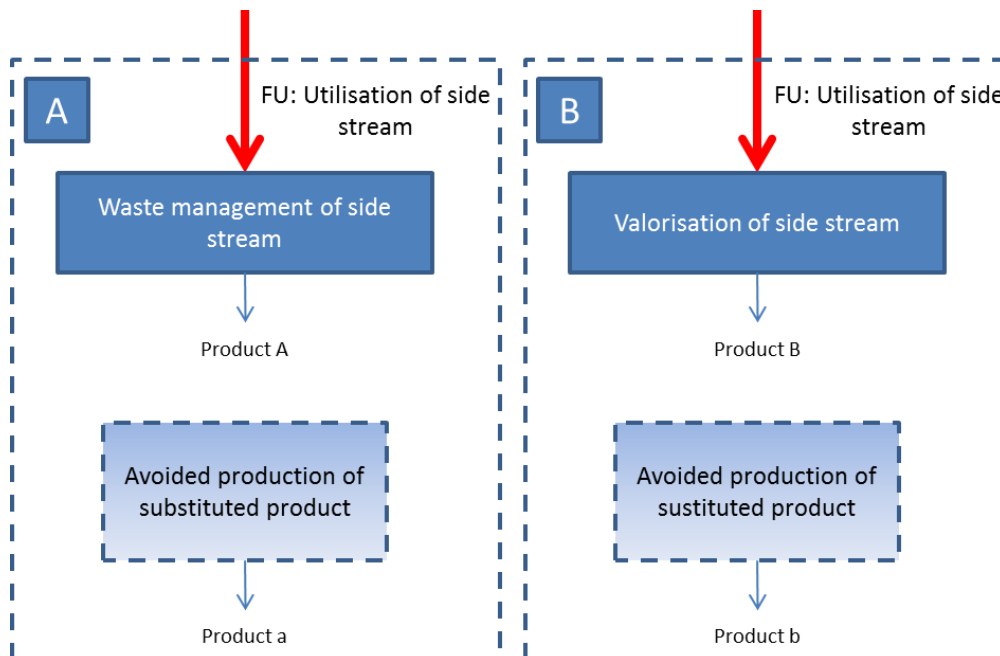 A
FU: Utilisation of side
stream
Waste management of side
stream
Product A
Avoided production of
substituted product
Product a
B
FU: Utilisation of side
stream
Valorisation of side stream
Product B
Avoided production of
sustituted product
Product b